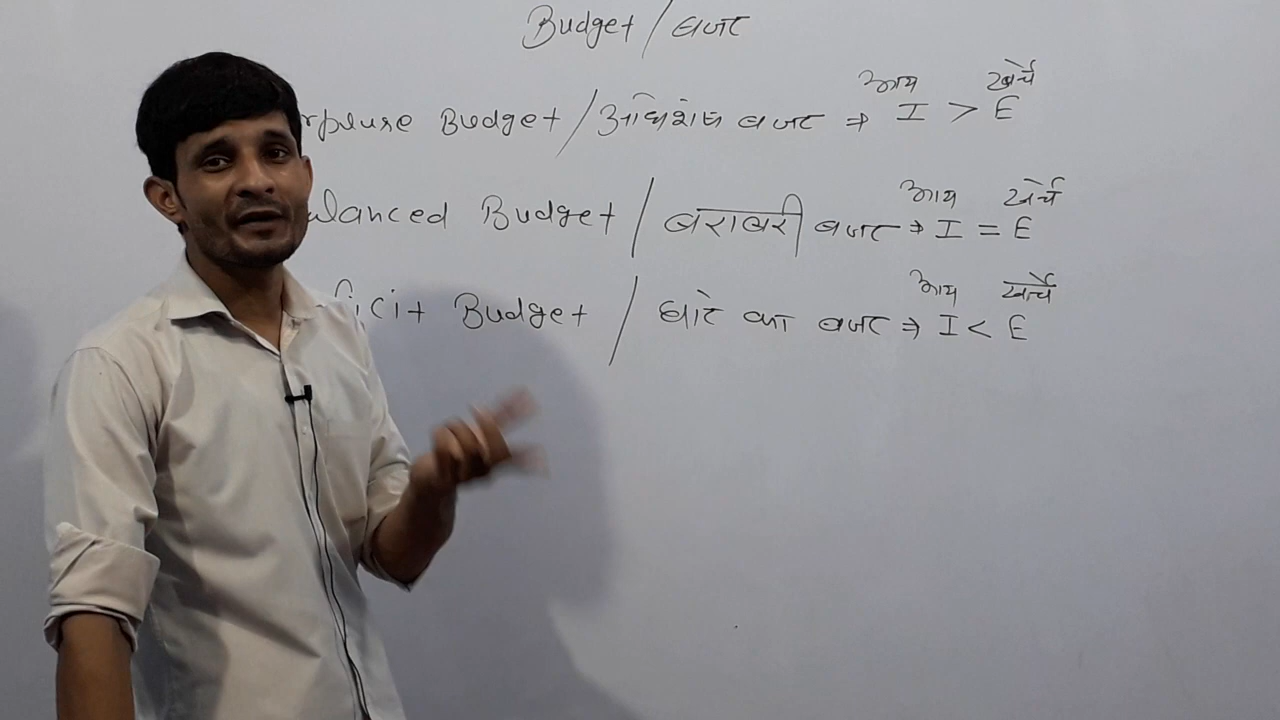 Budget / बजट
rpluse Budget / आधिशेष बजट ⇒ आय I > खर्च E
alanced Budget / बराबरी बजट ⇒ आय I = खर्च E
ficit Budget / घाटे का बजट ⇒ आय I < खर्च E